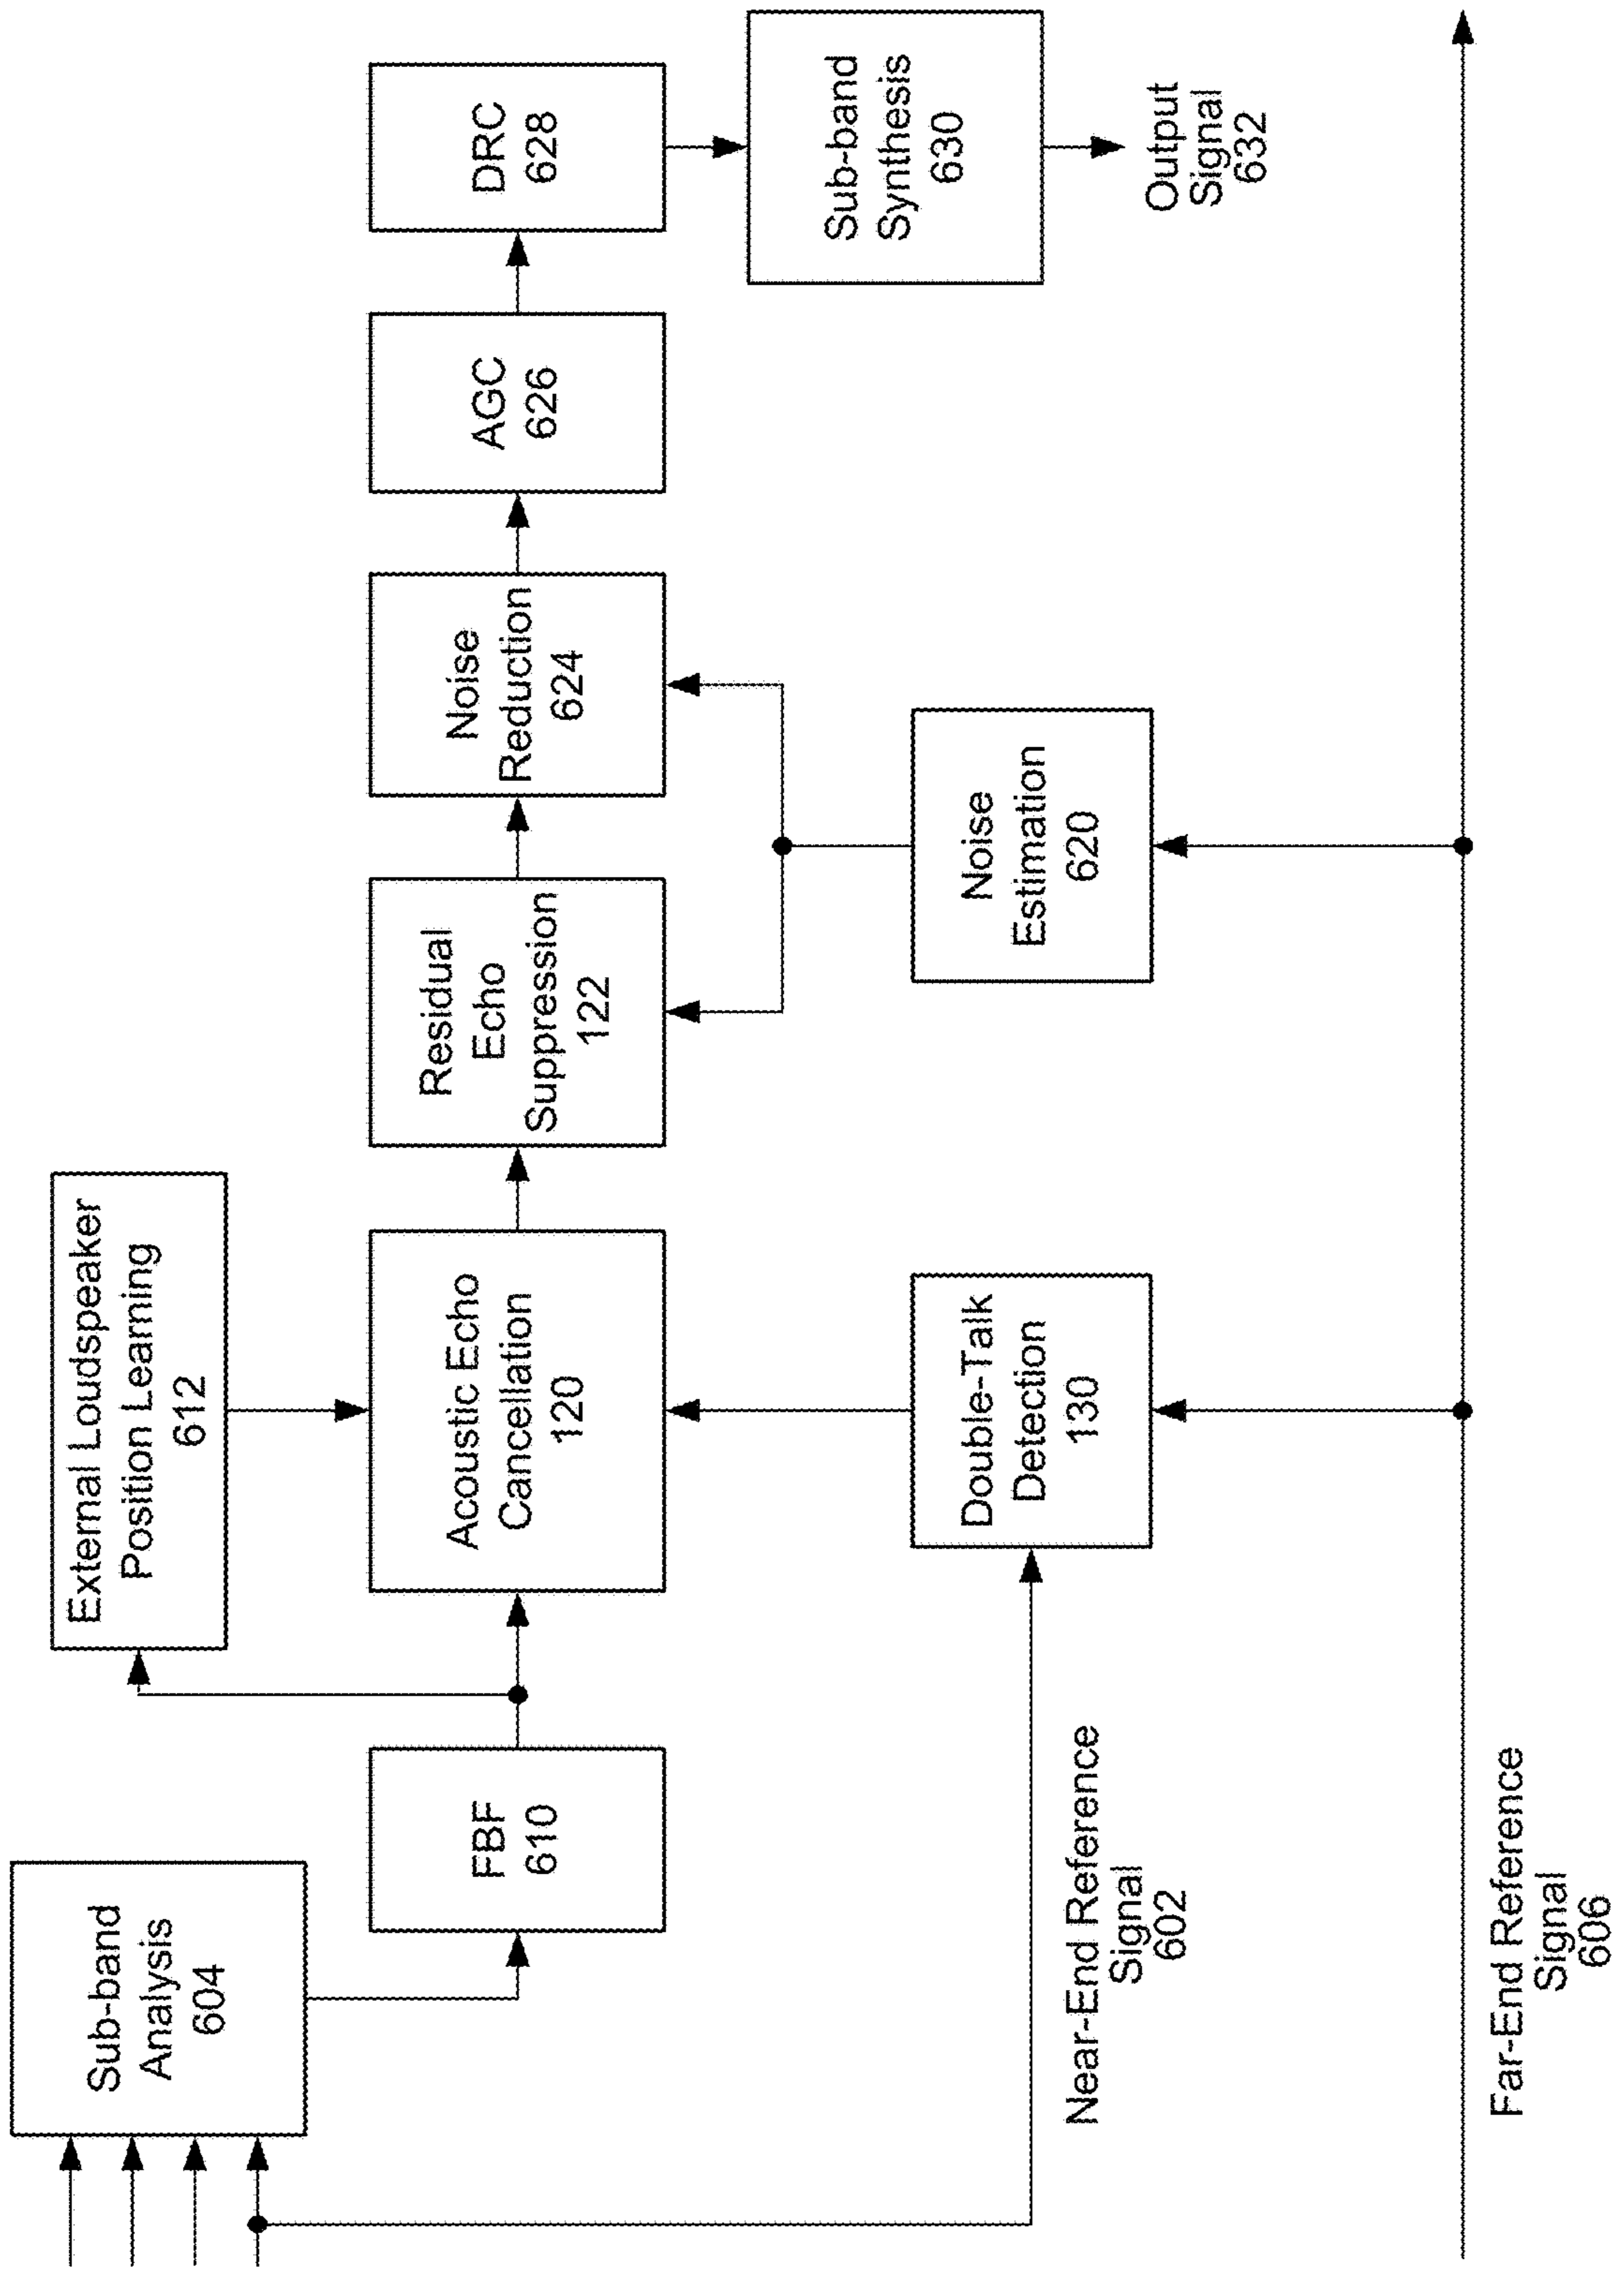 Sub-band
Analysis
604
FBF
610
External Loudspeaker
Position Learning
612
Acoustic Echo
Cancellation
120
Residual
Echo
Suppression
122
Noise
Reduction
624
AGC
626
DRC
628
Sub-band
Synthesis
630
Output
Signal
632
Double-Talk
Detection
130
Noise
Estimation
620
Near-End Reference
Signal
602
Far-End Reference
Signal
606